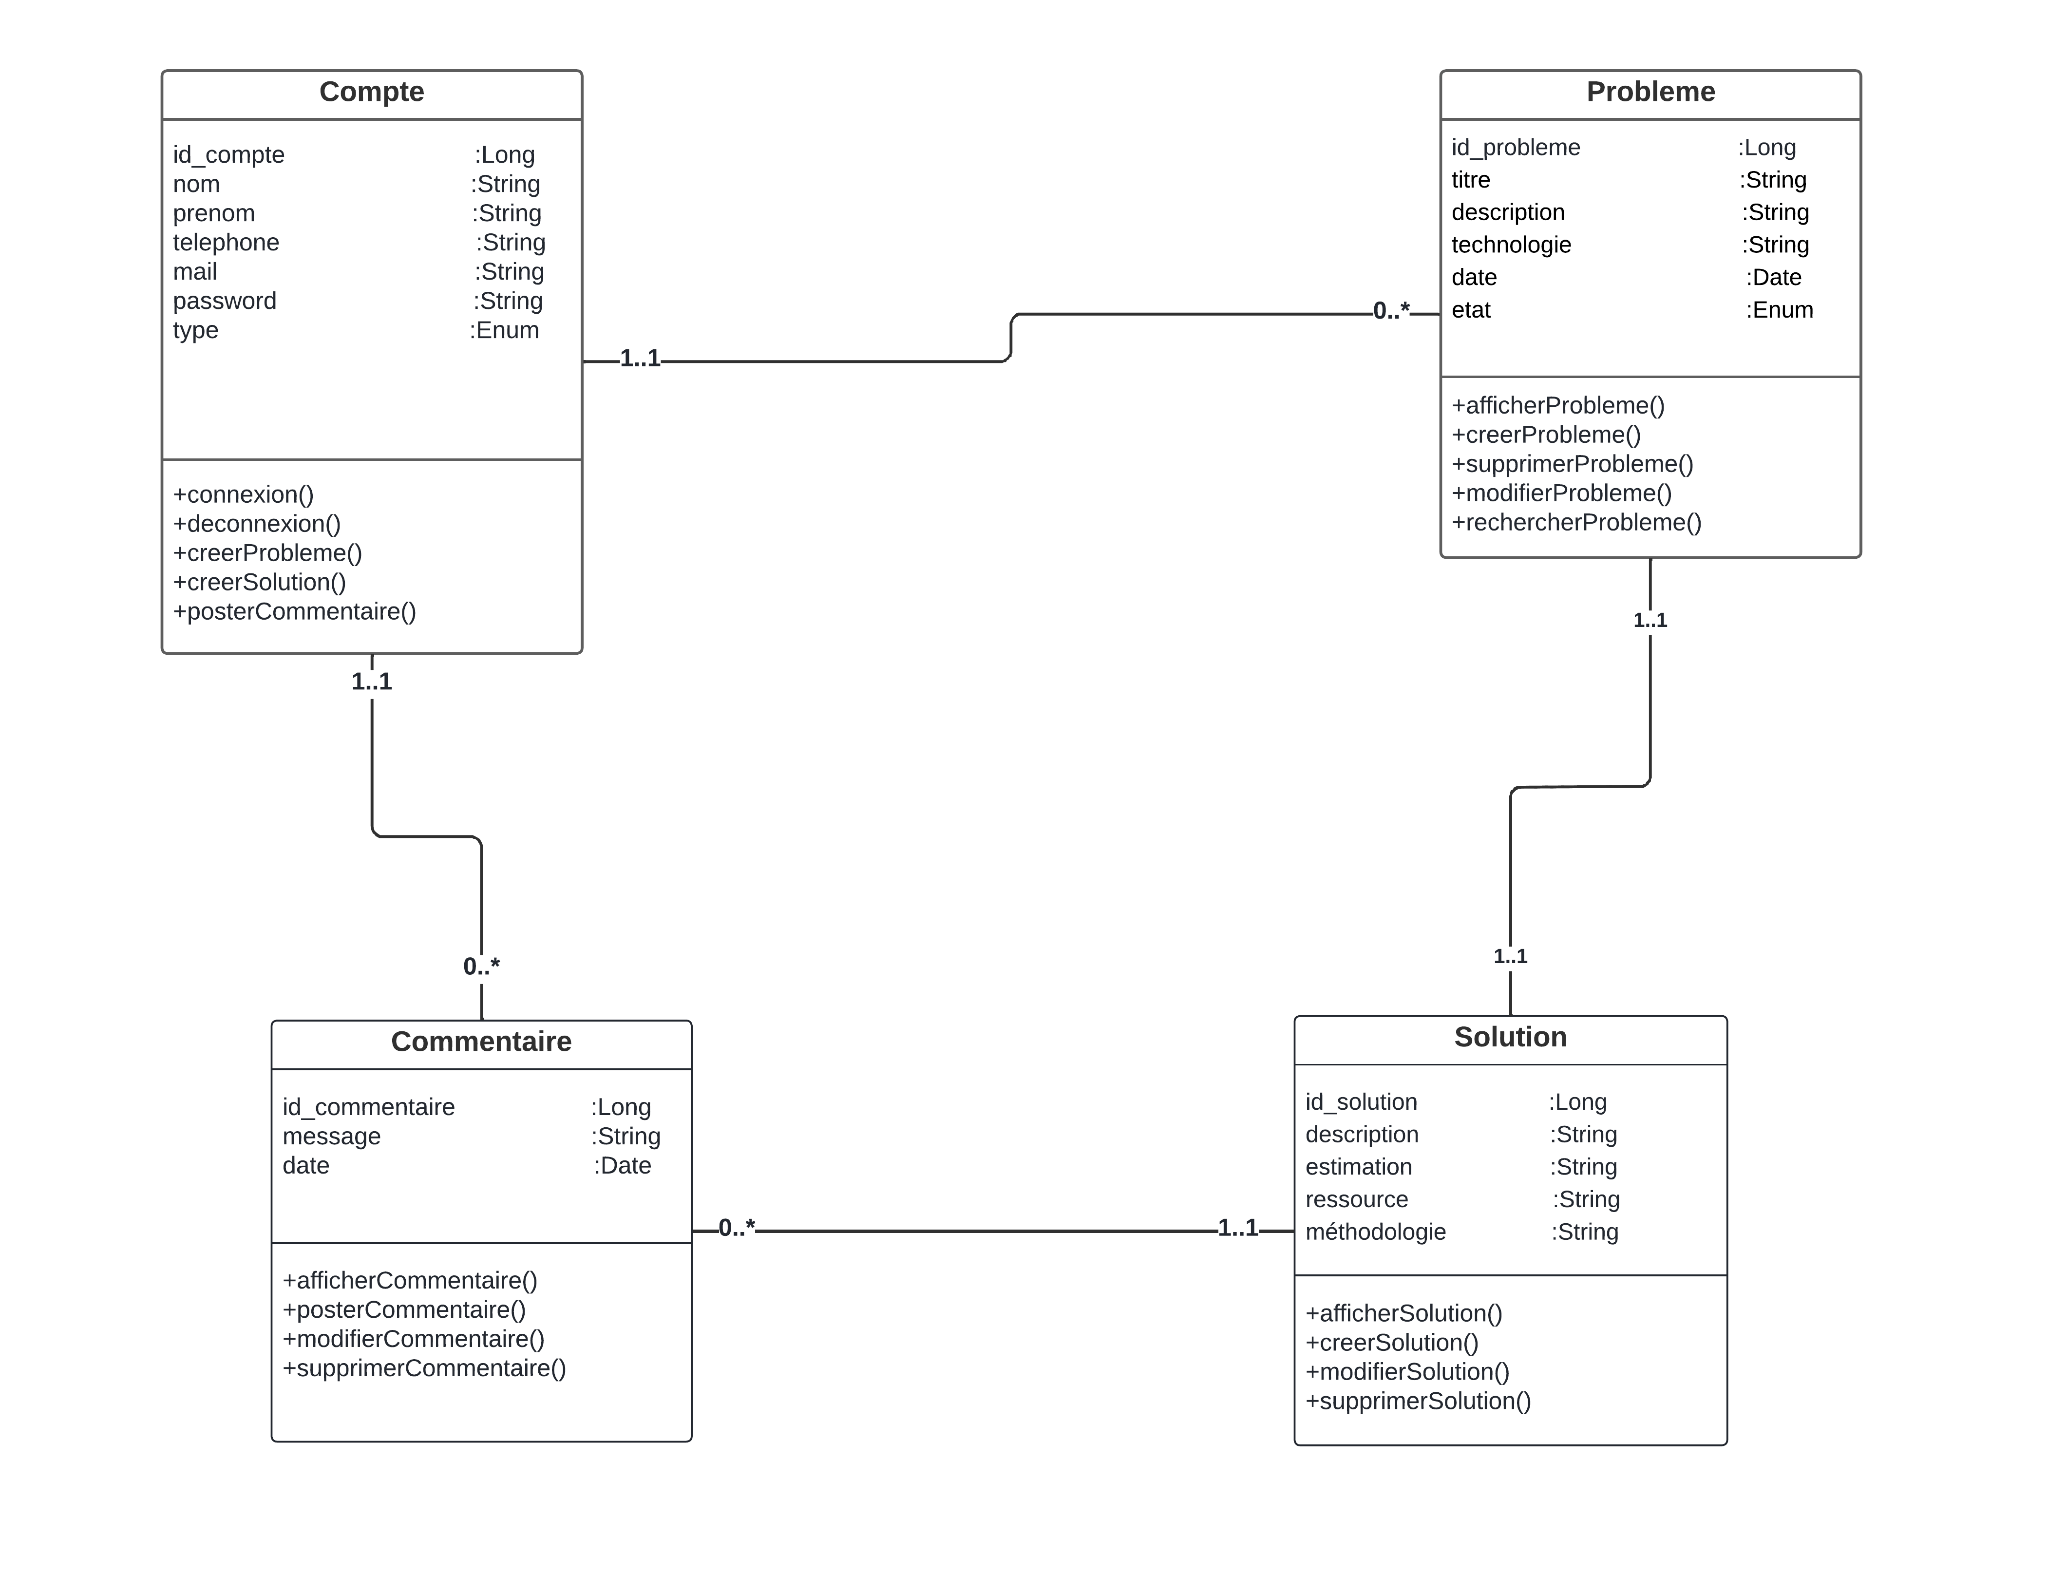 Compte
id_compte :Long
nom :String
prenom :String
telephone :String
mail :String
password :String
type :Enum
+connexion()
+deconnexion()
+creerProbleme()
+creerSolution()
+posterCommentaire()
1..1
0..*
Probleme
id_probleme :Long
titre :String
description :String
technologie :String
date :Date
etat :Enum
+afficherProbleme()
+creerProbleme()
+supprimerProbleme()
+modifierProbleme()
+rechercherProbleme()
1..1
1..1
1..1
0..*
Commentaire
id_commentaire :Long
message :String
date :Date
+afficherCommentaire()
+posterCommentaire()
+modifierCommentaire()
+supprimerCommentaire()
0..*
1..1
Solution
id_solution :Long
description :String
estimation :String
ressource :String
méthodologie :String
+afficherSolution()
+creerSolution()
+modifierSolution()
+supprimerSolution()